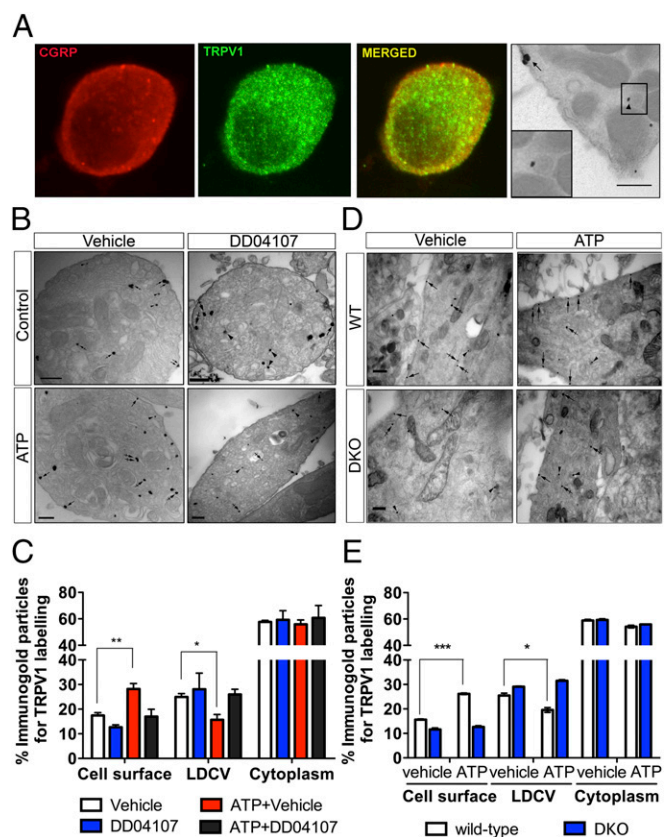 A
CGRP
TRPV1
MERGED
B
Vehicle
DD04107
Control
ATP
D
Vehicle
ATP
WT
DKO
C
% Immunogold particles
for TRPV1 labelling
80
60
40
30
20
10
0
**
*
Cell surface
LDCV
Cytoplasm
Vehicle
DD04107
ATP+Vehicle
ATP+DD04107
E
% Immunogold particles
for TRPV1 labelling
80
60
40
30
20
10
0
***
*
vehicle ATP vehicle ATP vehicle ATP
Cell surface
LDCV
Cytoplasm
wild-type
DKO